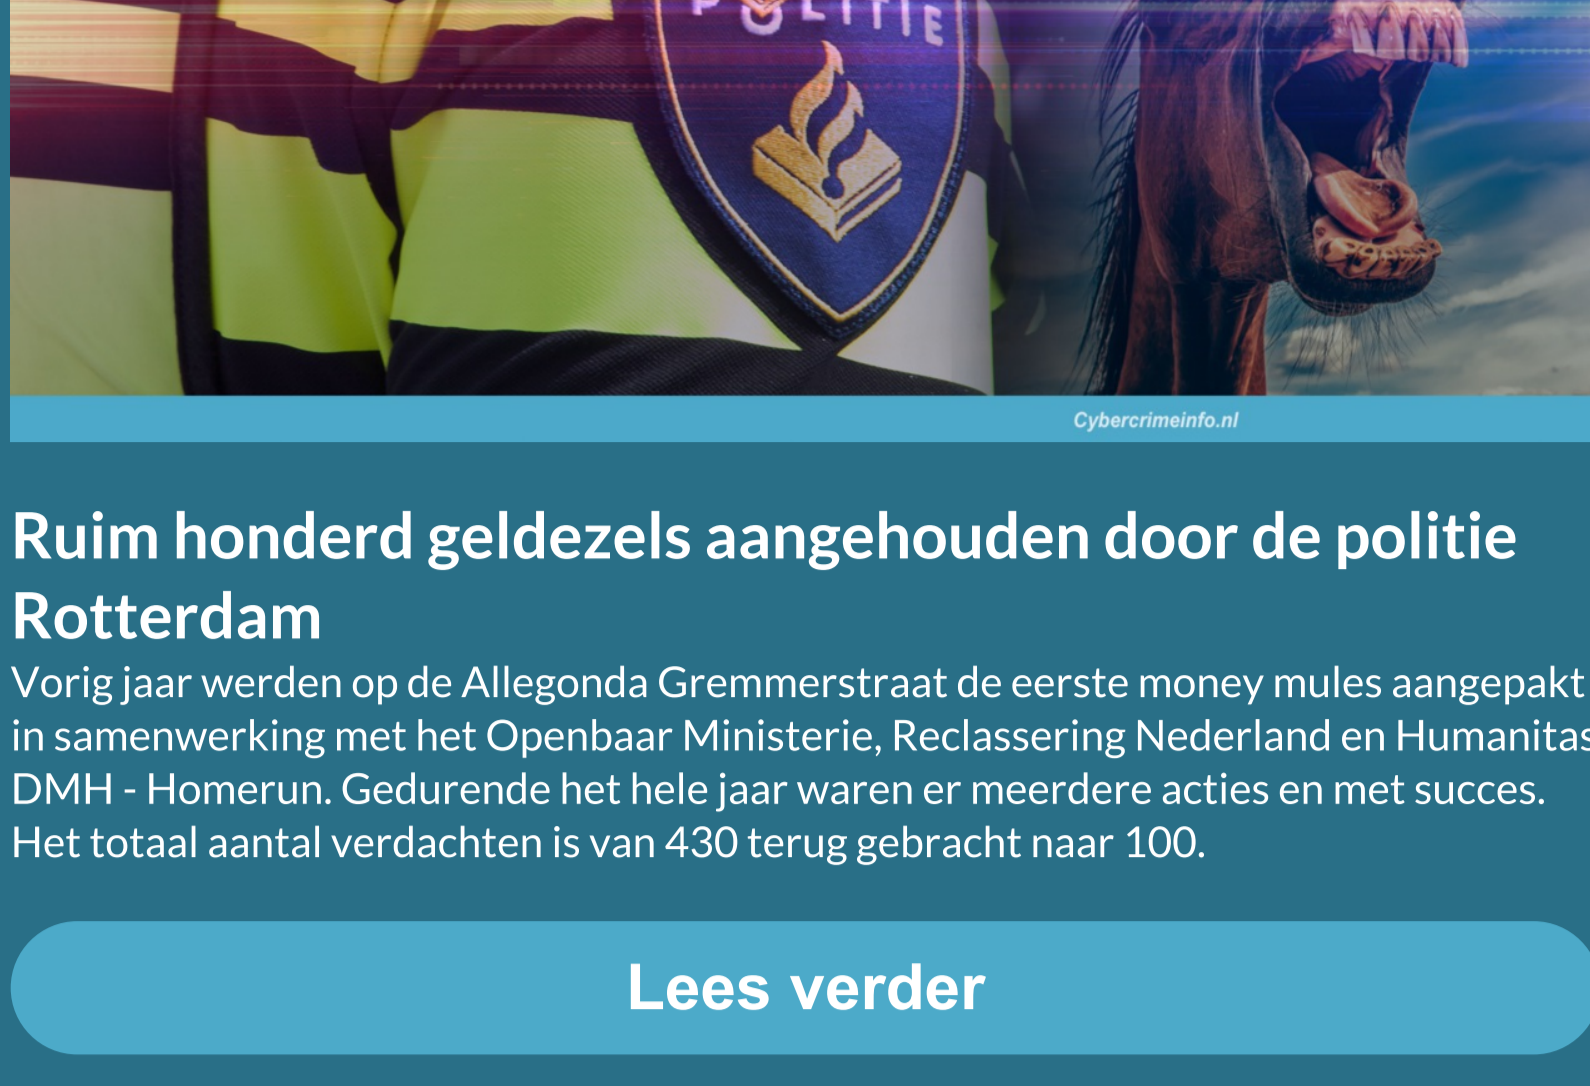 POLITIE
Cybercrimeinfo.nl
Ruim honderd geldezels aangehouden door de politie
Rotterdam
Vorig jaar werden op de Allegonda Gremmerstraat de eerste money mules aangepakt
in samenwerking met het Openbaar Ministerie, Reclassering Nederland en Humanitas
DMH - Homerun. Gedurende het hele jaar waren er meerdere acties en met succes.
Het totaal aantal verdachten is van 430 terug gebracht naar 100.
Lees verder